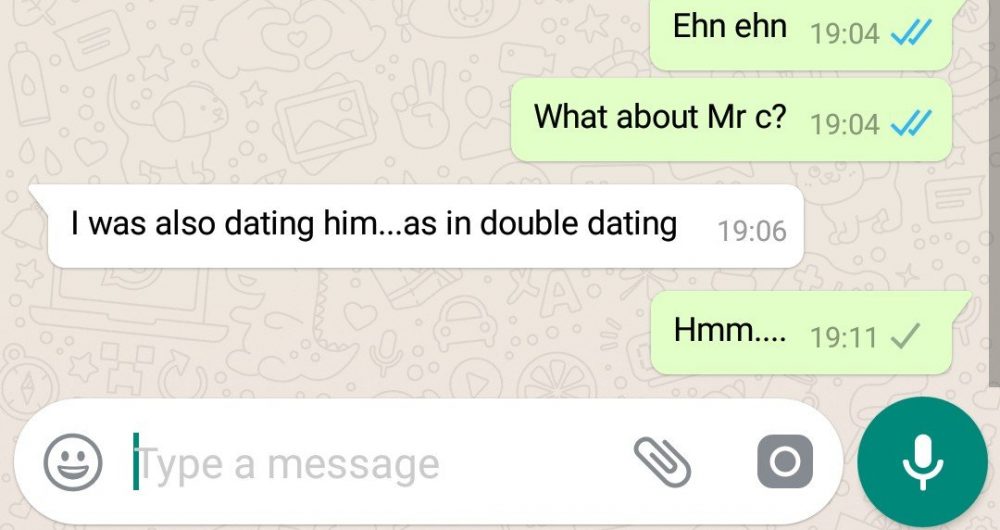 Ehn ehn 19:04
What about Mr c? 19:04
I was also dating him...as in double dating 19:06
Hmm.... 19:11
Type a message